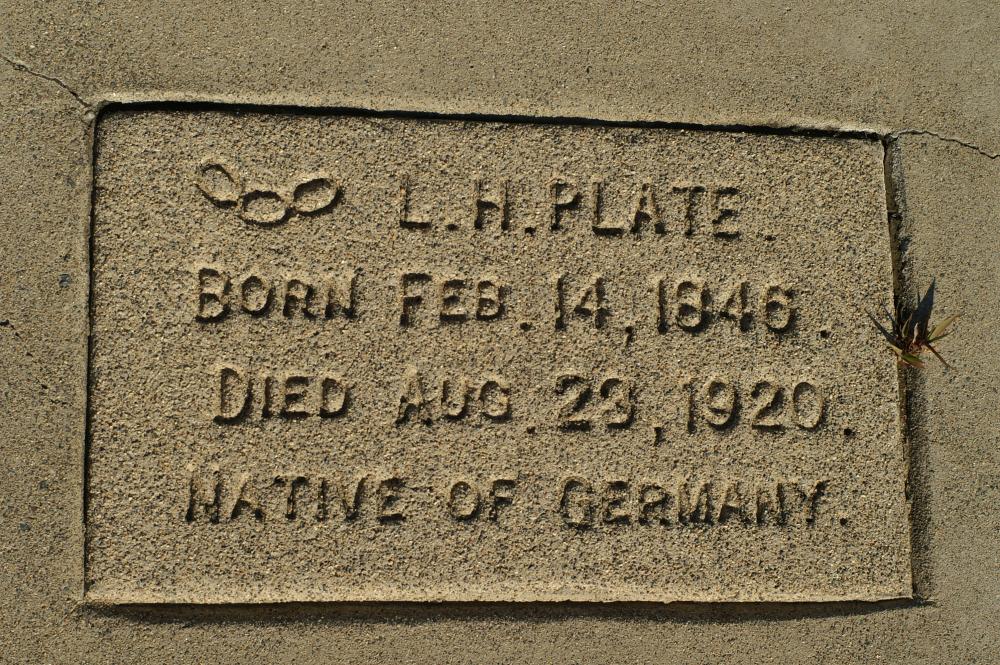 L.H.PLATE.
BORN FEB.14,1846.
DIED AUG.23,1920.
NATIVE OF GERMANY.